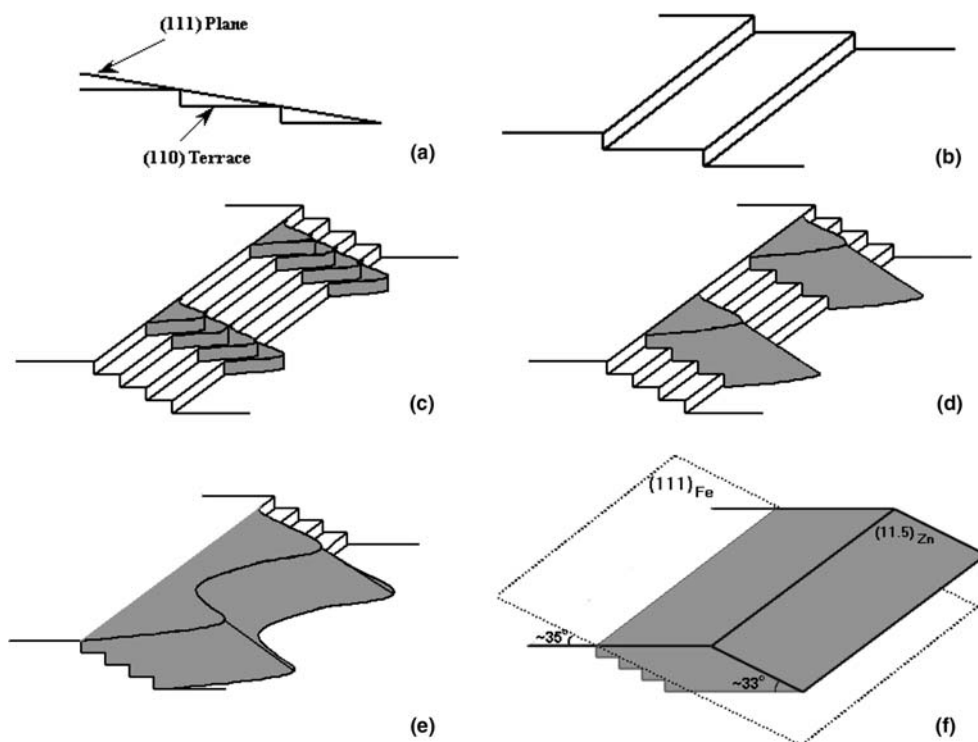 (111) Plane
(110) Terrace
(a)
(b)
(c)
(d)
(e)
(111)Fe
(11.5)Zn
~35°
~33°
(f)